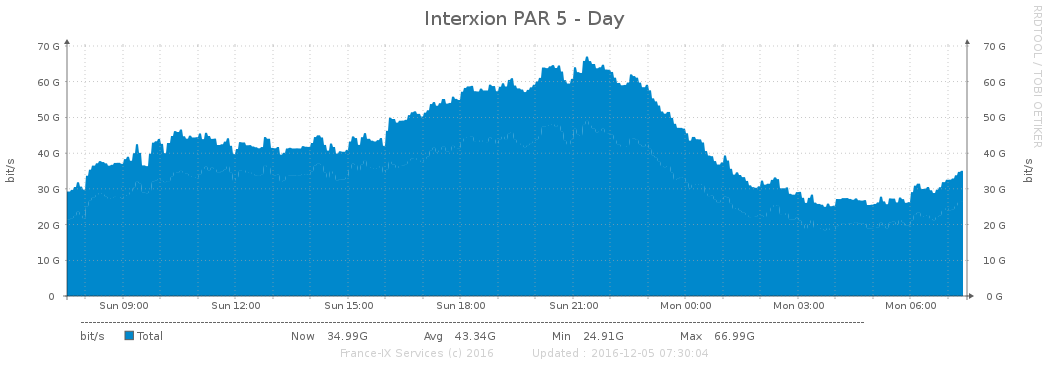 Interxion PAR 5 - Day
RRDTOOL / TOBI OETIKER
bit/s
70 G 70 G
60 G 60 G
50 G 50 G
40 G 40 G
30 G 30 G
20 G 20 G
10 G 10 G
0 0 G
bit/s
Sun 09:00 Sun 12:00 Sun 15:00 Sun 18:00 Sun 21:00 Mon 00:00 Mon 03:00 Mon 06:00
bit/s Total Now 34.99G Avg 43.34G Min 24.91G Max 66.99G
France-IX Services (c) 2016 Updated : 2016-12-05 07:30:04